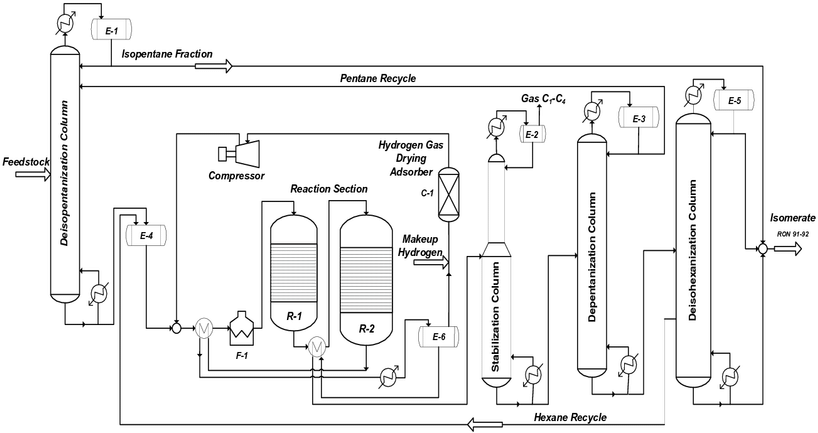 E-1
Isopentane Fraction
Pentane Recycle
Gas C1-C4
E-2
E-3
E-5
Feedstock
Deisopentanization Column
Compressor
Hydrogen Gas
Drying
Adsorber
C-1
Reaction Section
Makeup
Hydrogen
E-4
F-1
R-1
R-2
E-6
Stabilization Column
Depentanization Column
Deisohexanization Column
Isomerate
RON 91-92
Hexane Recycle